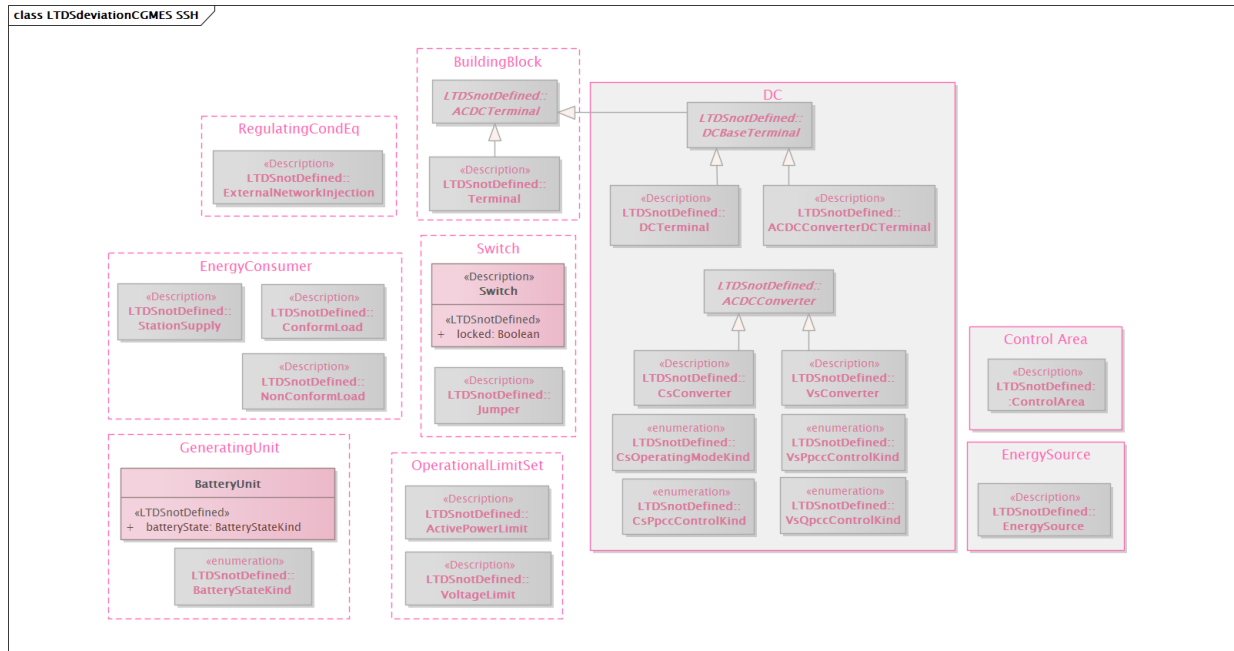 class LTDSdeviationCGMES SSH
BuildingBlock
LTDSnotDefined::
ACDCTerminal
«Description»
LTDSnotDefined::
Terminal
RegulatingCondEq
«Description»
LTDSnotDefined::
ExternalNetworkInjection
DC
LTDSnotDefined::
DCBaseTerminal
«Description»
LTDSnotDefined::
DCTerminal
«Description»
LTDSnotDefined::
ACDCConverterDCTerminal
LTDSnotDefined::
ACDCConverter
«Description»
LTDSnotDefined::
CsConverter
«Description»
LTDSnotDefined::
VsConverter
«enumeration»
LTDSnotDefined::
CsOperatingModeKind
«enumeration»
LTDSnotDefined::
VsPpccControlKind
«enumeration»
LTDSnotDefined::
CsPpccControlKind
«enumeration»
LTDSnotDefined::
VsQpccControlKind
EnergyConsumer
«Description»
LTDSnotDefined::
StationSupply
«Description»
LTDSnotDefined::
ConformLoad
«Description»
LTDSnotDefined::
NonConformLoad
Switch
«Description»
Switch
«LTDSnotDefined»
+ locked: Boolean
«Description»
LTDSnotDefined::
Jumper
Control Area
«Description»
LTDSnotDefined:
:ControlArea
GeneratingUnit
BatteryUnit
«LTDSnotDefined»
+ batteryState: BatteryStateKind
«enumeration»
LTDSnotDefined::
BatteryStateKind
OperationalLimitSet
«Description»
LTDSnotDefined::
ActivePowerLimit
«Description»
LTDSnotDefined::
VoltageLimit
EnergySource
«Description»
LTDSnotDefined::
EnergySource